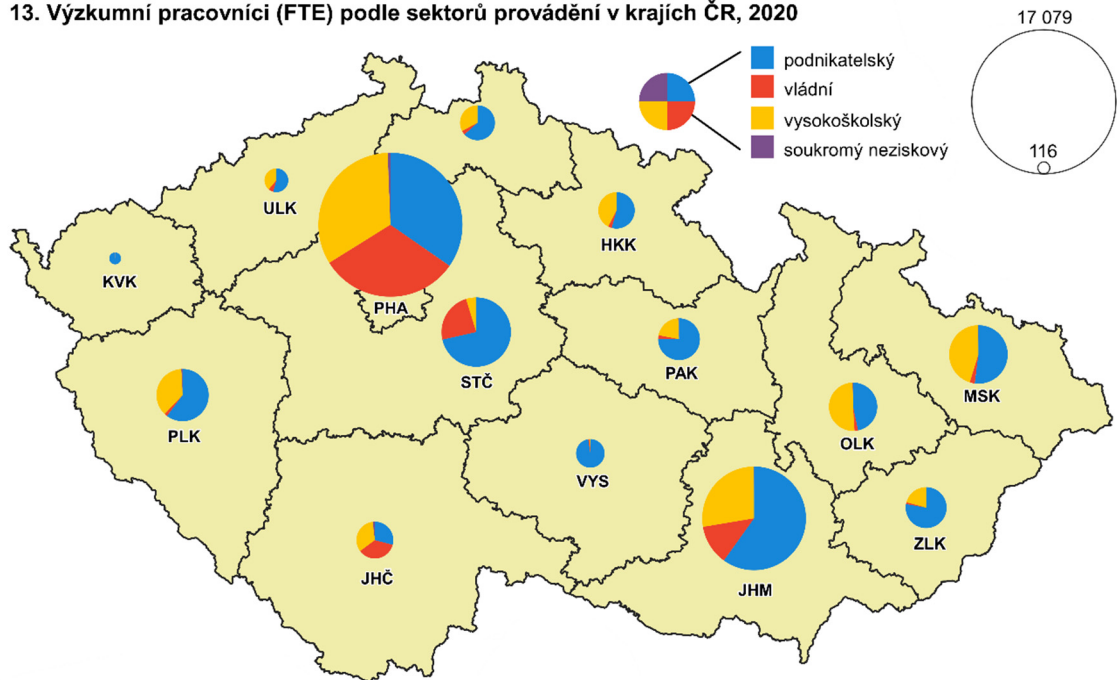 13. Výzkumní pracovníci (FTE) podle sektorů provádění v krajích ČR, 2020
17 079
116
podnikatelský
vládní
vysokoškolský
soukromý neziskový
ULK
HKK
KVK
PHA
STČ
PAK
MSK
PLK
OLK
VYS
ZLK
JHČ
JHM